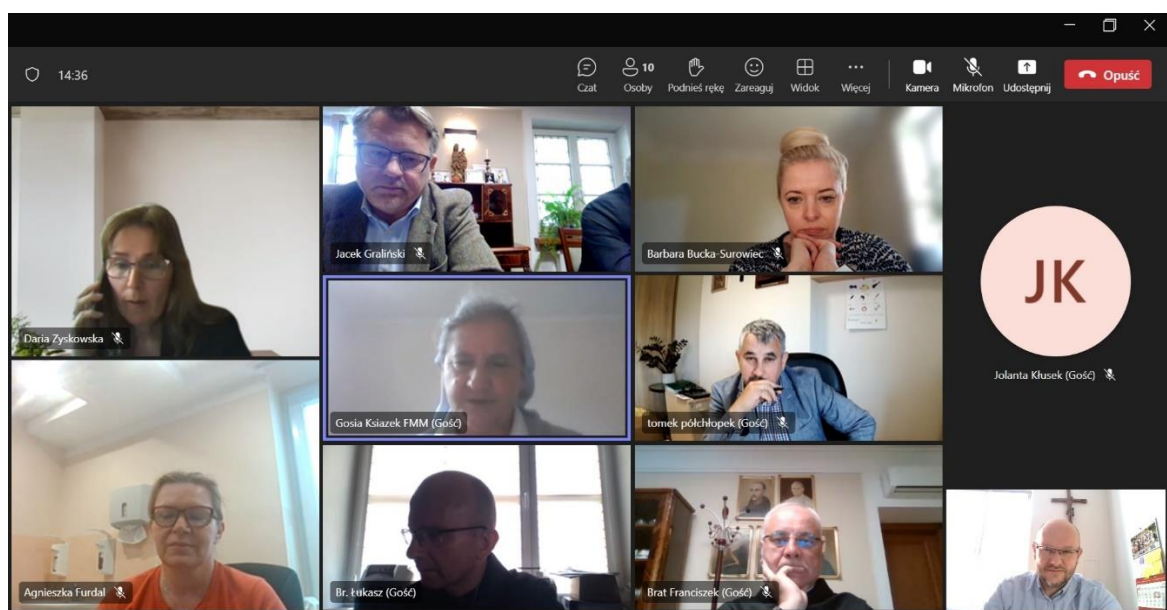 14:36
10
Czat
Osoby
Podnieś rękę
Zareaguj
Widok
Więcej
Kamera
Mikrofon
Udostępnij
Opuść
Daria Zyskowska
Jacek Graliński
Barbara Bucka-Surowiec
JK
Jolanta Kłusek (Gość)
Gosia Ksiazek FMM (Gość)
tomek półchłopek (Gość)
Agnieszka Furdal
Br. Łukasz (Gość)
Brat Franciszek (Gość)